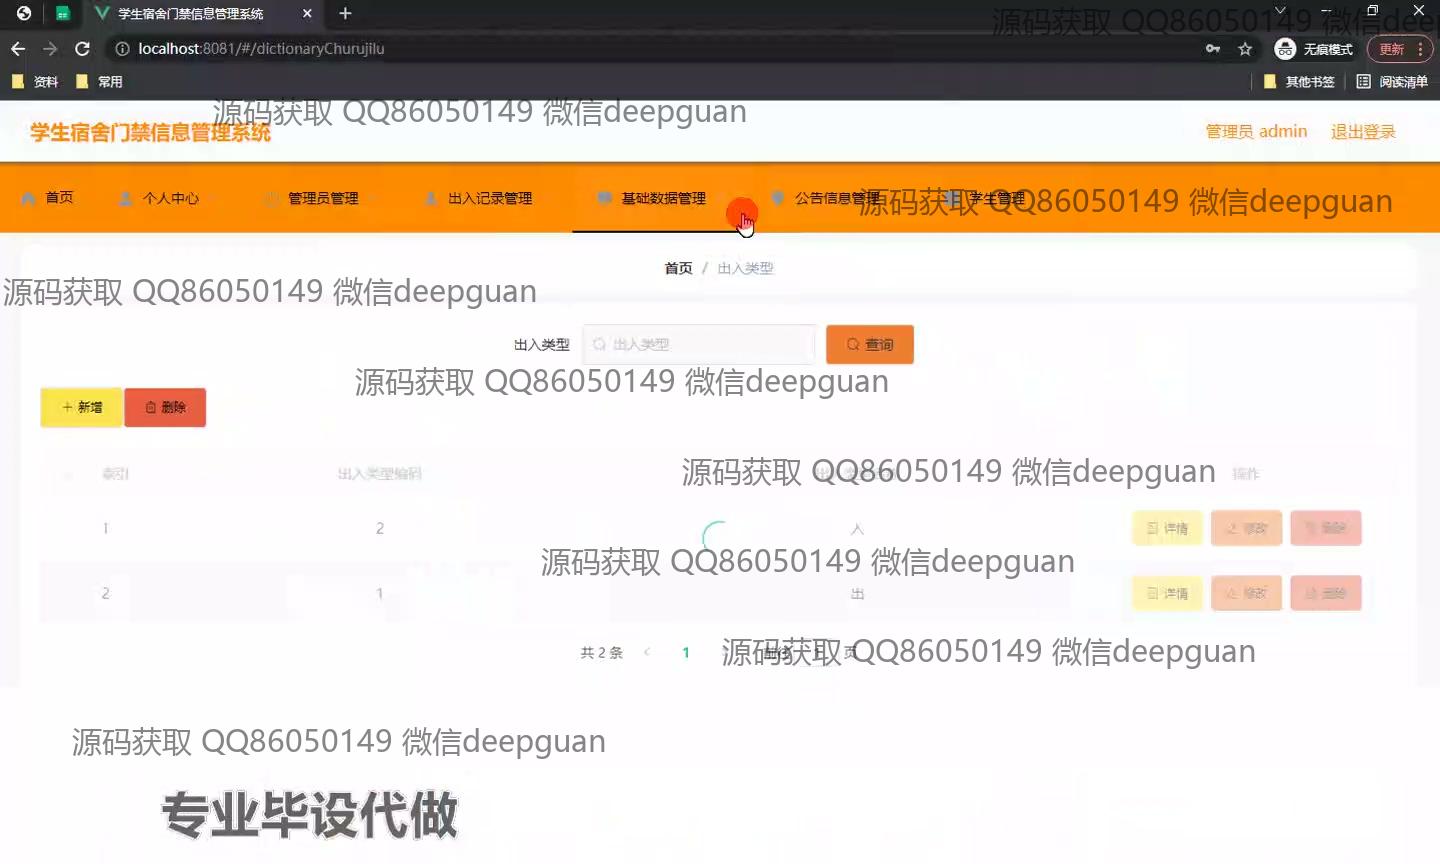 学生宿舍门禁信息管理系统
源码获取 QQ86050149 微信deep
localhost:8081/#/dictionaryChurujilu
无痕模式
更新
资料
常用
其他书签
阅读清单
源码获取 QQ86050149 微信deepguan
学生宿舍门禁信息管理系统
管理员 admin
退出登录
首页
个人中心
管理员管理
出入记录管理
基础数据管理
公告信息管理
学生管理
源码获取 QQ86050149 微信deepguan
首页 / 出入类型
源码获取 QQ86050149 微信deepguan
出入类型
出入类型
查询
源码获取 QQ86050149 微信deepguan
+ 新增
删除
索引
出入类型编码
源码获取 QQ86050149 微信deepguan
操作
1
2
入
详情
修改
删除
源码获取 QQ86050149 微信deepguan
2
1
出
详情
修改
删除
共 2 条
1
前往
1
页
源码获取 QQ86050149 微信deepguan
源码获取 QQ86050149 微信deepguan
专业毕设代做